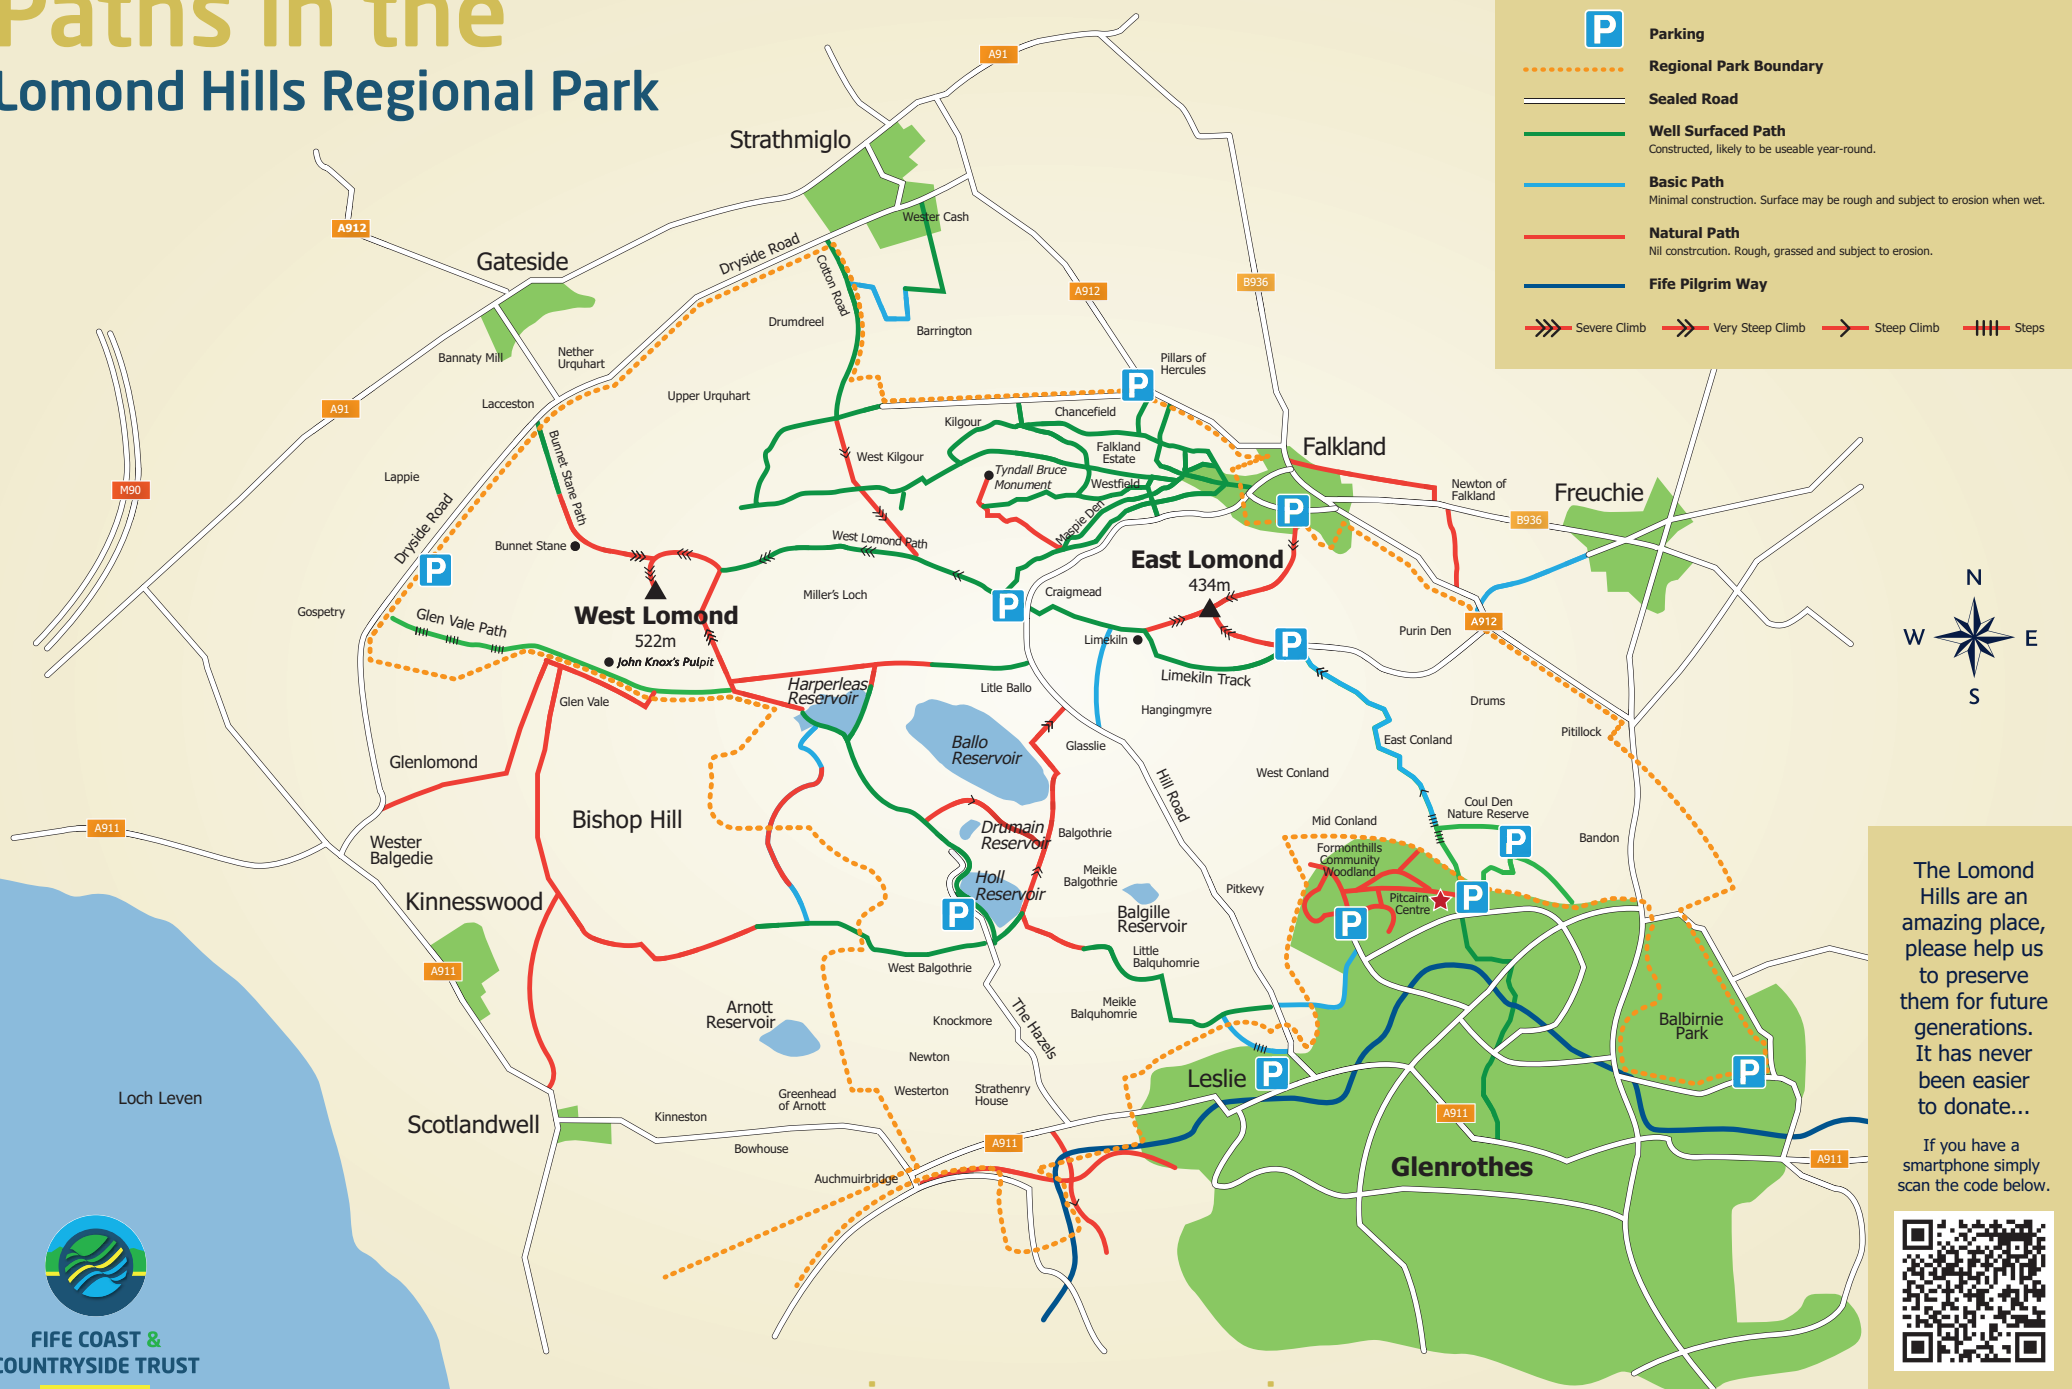 Paths in the
Lomond Hills Regional Park
P
Parking
Regional Park Boundary
Sealed Road
Well Surfaced Path
Constructed, likely to be useable year-round.
Basic Path
Minimal construction. Surface may be rough and subject to erosion when wet.
Natural Path
Nil constrcution. Rough, grassed and subject to erosion.
Fife Pilgrim Way
Severe Climb
Very Steep Climb
Steep Climb
Steps
A91
Strathmiglo
A912
Wester Cash
Gateside
Dryside Road
Cotton Road
A912
B936
Drumdreel
Barrington
Bannaty Mill
Nether
Urquhart
Pillars of
Hercules
P
A91
Lacceston
Upper Urquhart
Kilgour
Chancefield
Falkland
Estate
Falkland
Bunnet Stane Path
West Kilgour
Tyndall Bruce
Monument
Westfield
Lappie
M90
Newton of
Falkland
Freuchie
B936
P
Dryside Road
Maspie Den
West Lomond Path
Bunnet Stane
P
East Lomond
434m
N
W
E
S
Gospetry
Glen Vale Path
West Lomond
522m
Miller's Loch
P
Craigmead
Limekiln
P
Purin Den
A912
John Knox's Pulpit
Limekiln Track
Harperleas
Reservoir
Glen Vale
Litle Ballo
Hangingmyre
Drums
Pitillock
Ballo
Reservoir
Glasslie
East Conland
Glenlomond
Hill Road
West Conland
Bishop Hill
Coul Den
Nature Reserve
A911
Drumain
Reservoir
Balgothrie
Mid Conland
P
Bandon
Wester
Balgedie
Formonthills
Community
Woodland
Meikle
Balgothrie
Holl
Reservoir
Pitkevy
Pitcairn
Centre
P
P
P
Kinnesswood
Balgille
Reservoir
A911
West Balgothrie
Little
Balquhomrie
Arnott
Reservoir
Knockmore
The Hazels
Meikle
Balquhomrie
Balbirnie
Park
P
Newton
Leslie
P
Loch Leven
Greenhead
of Arnott
Westerton
Strathenry
House
Scotlandwell
Kinneston
A911
Bowhouse
A911
Glenrothes
A911
Auchmuirbridge
The Lomond
Hills are an
amazing place,
please help us
to preserve
them for future
generations.
It has never
been easier
to donate...
If you have a
smartphone simply
scan the code below.
FIFE COAST &
COUNTRYSIDE TRUST